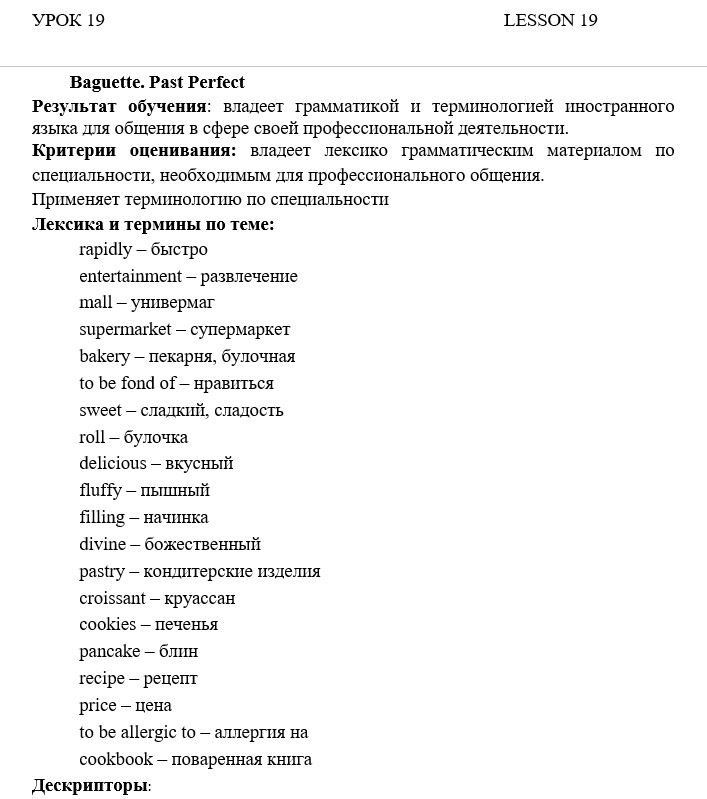 УРОК 19 LESSON 19
Baguette. Past Perfect
Результат обучения: владеет грамматикой и терминологией иностранного
языка для общения в сфере своей профессиональной деятельности.
Критерии оценивания: владеет лексико грамматическим материалом по
специальности, необходимым для профессионального общения.
Применяет терминологию по специальности
Лексика и термины по теме:
rapidly – быстро
entertainment – развлечение
mall – универмаг
supermarket – супермаркет
bakery – пекарня, булочная
to be fond of – нравиться
sweet – сладкий, сладость
roll – булочка
delicious – вкусный
fluffy – пышный
filling – начинка
divine – божественный
pastry – кондитерские изделия
croissant – круассан
cookies – печенья
pancake – блин
recipe – рецепт
price – цена
to be allergic to – аллергия на
cookbook – поваренная книга
Дескрипторы: